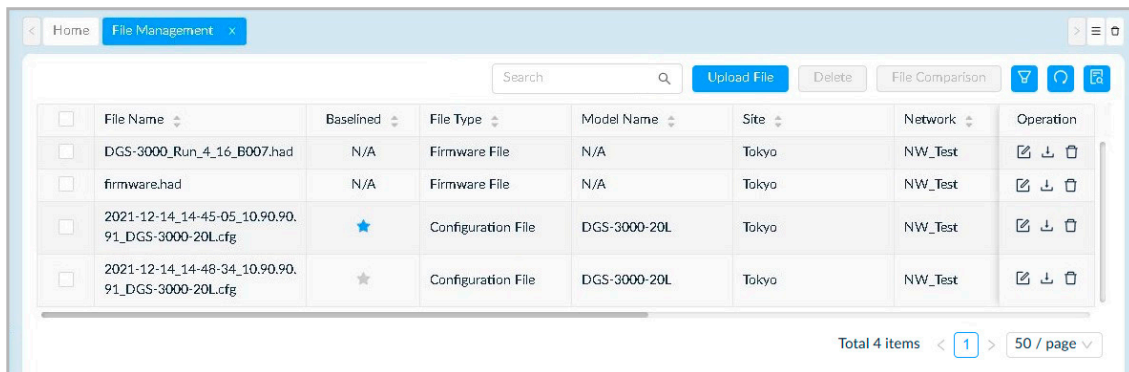 Home File Management x
Search Upload File Delete File Comparison
File Name Baselined File Type Model Name Site Network Operation
DGS-3000_Run_4_16_B007.had N/A Firmware File N/A Tokyo NW_Test
firmware.had N/A Firmware File N/A Tokyo NW_Test
2021-12-14_14-45-05_10.90.90.
91_DGS-3000-20L.cfg Configuration File DGS-3000-20L Tokyo NW_Test
2021-12-14_14-48-34_10.90.90.
91_DGS-3000-20L.cfg Configuration File DGS-3000-20L Tokyo NW_Test
Total 4 items < 1 > 50 / page